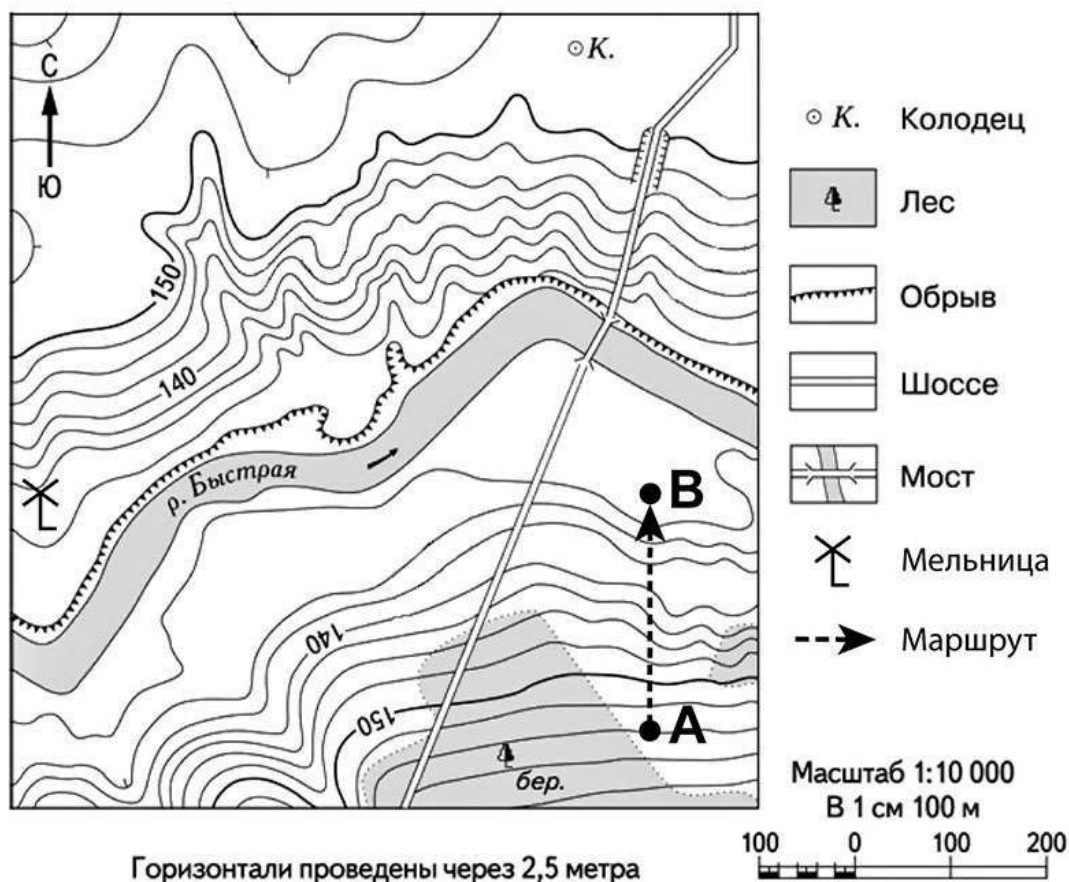 С
Ю
К.
150
140
р. Быстрая
140
150
бер.
В
А
К. Колодец
Лес
Обрыв
Шоссе
Мост
Мельница
Маршрут
Масштаб 1:10 000
В 1 см 100 м
100 0 100 200
Горизонтали проведены через 2,5 метра